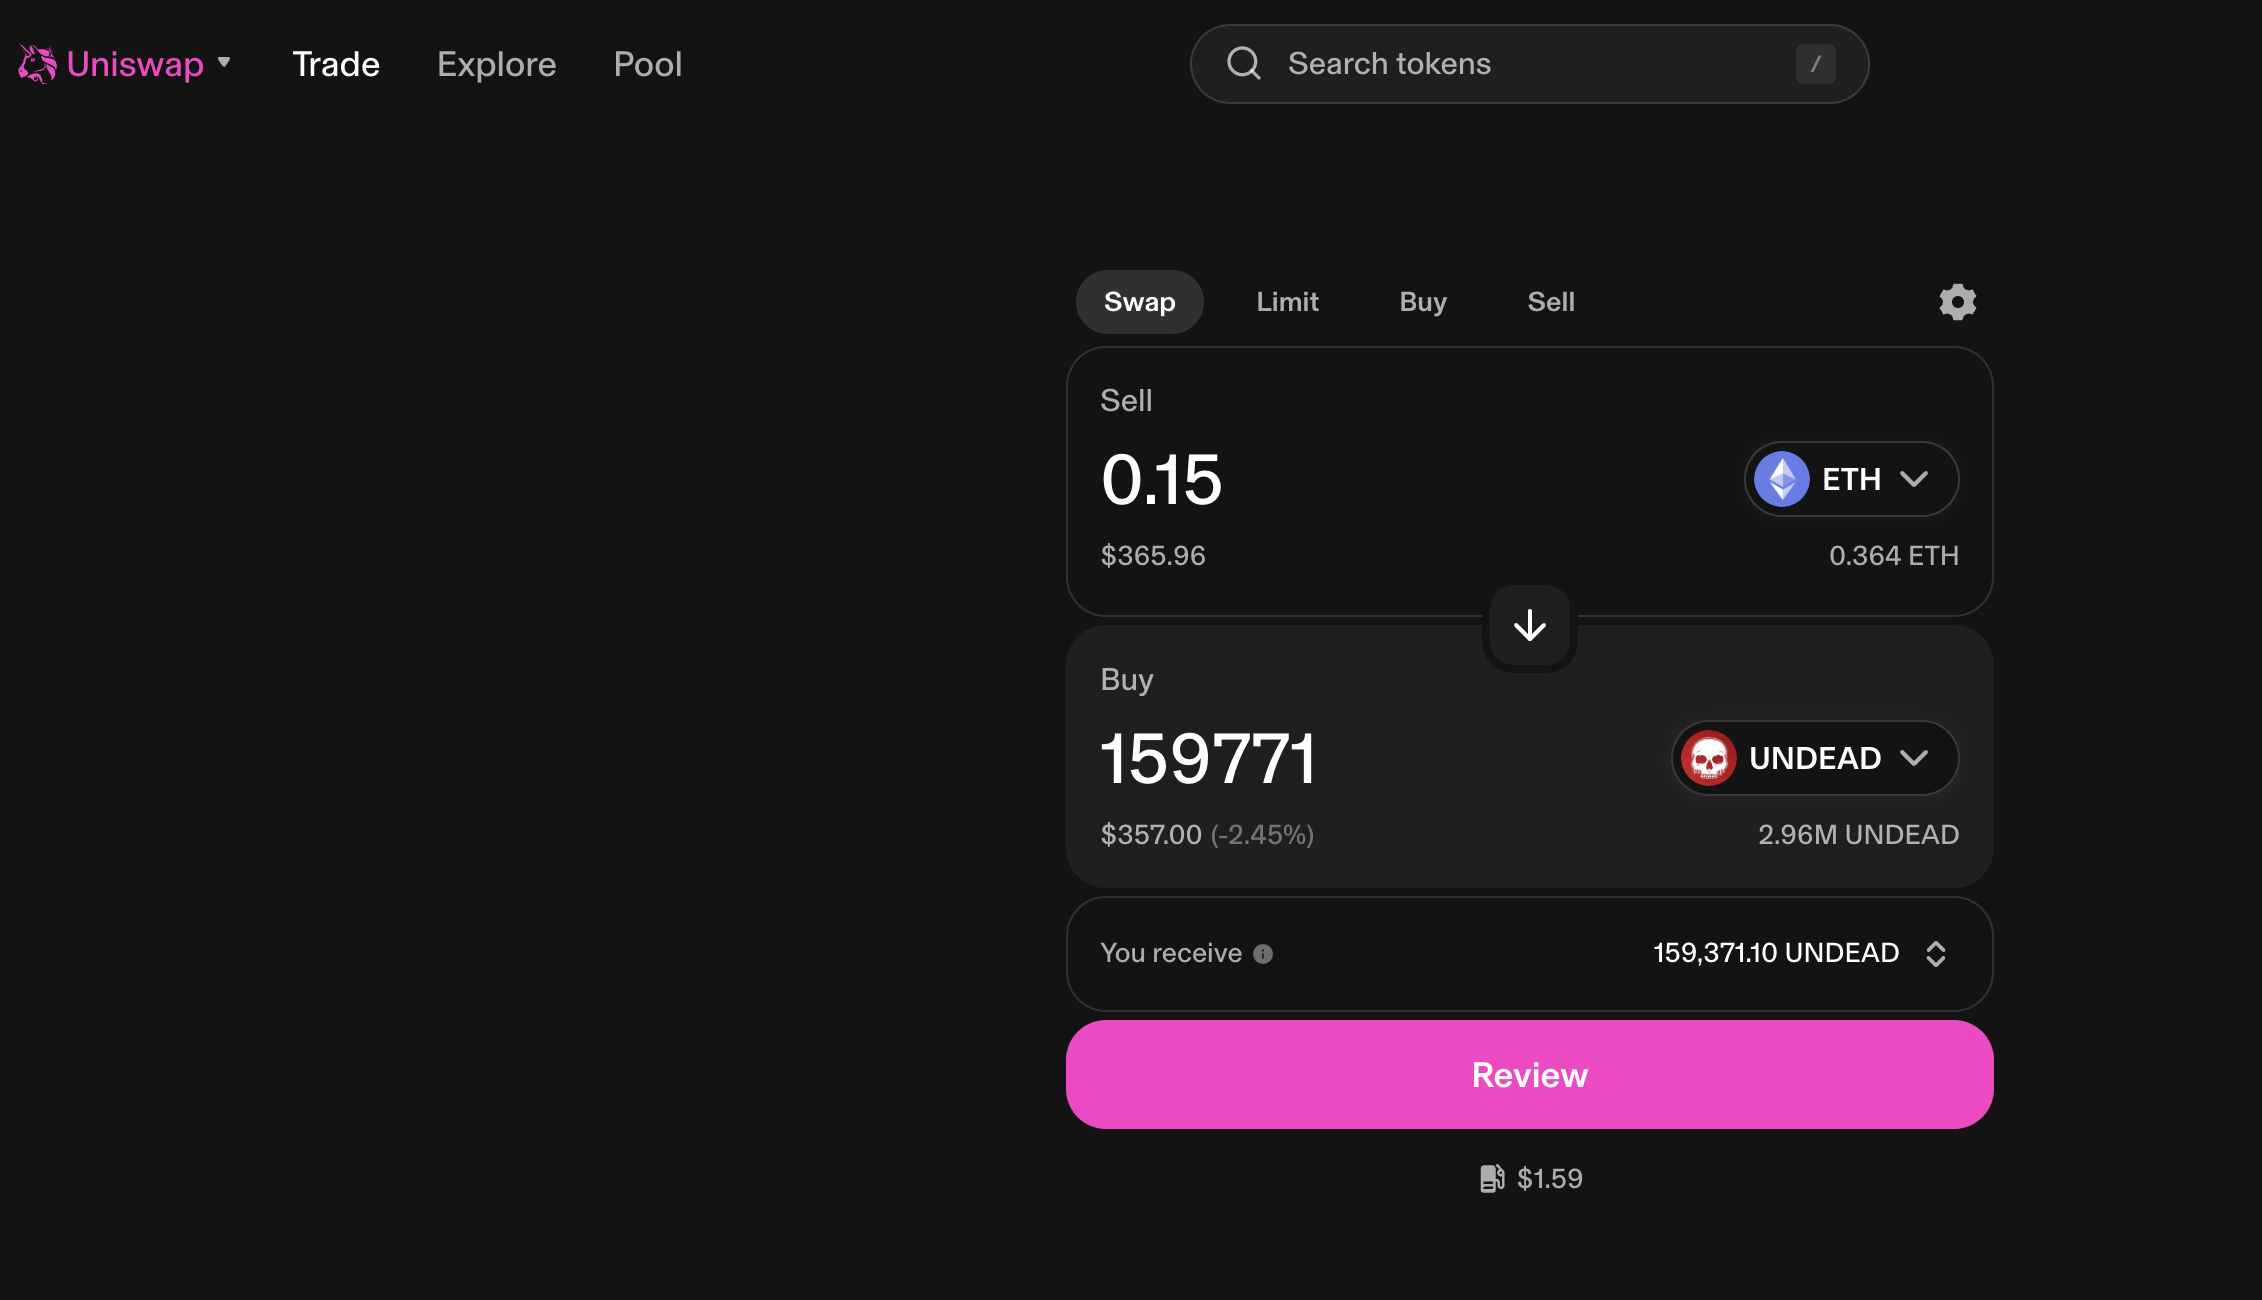 Uniswap Trade Explore Pool Search tokens /
Swap Limit Buy Sell
Sell
0.15 ETH
$365.96 0.364 ETH
Buy
159771 UNDEAD
$357.00 (-2.45%) 2.96M UNDEAD
You receive 159,371.10 UNDEAD
Review
$1.59